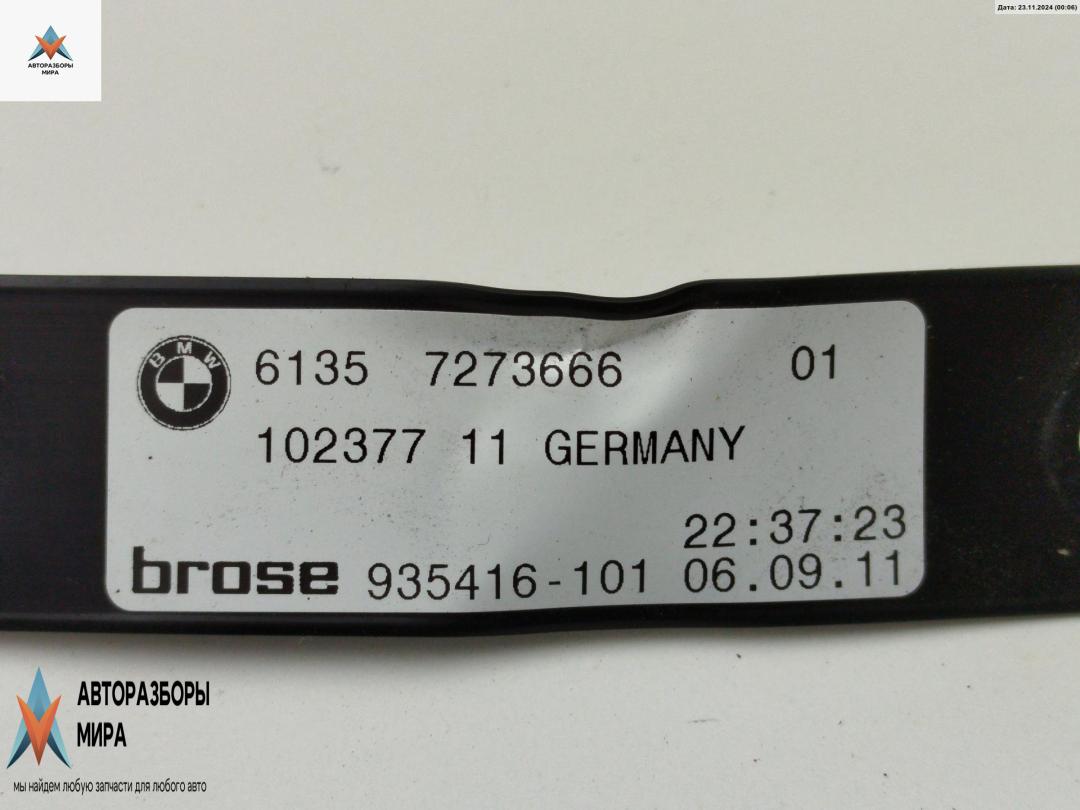 Дата: 23.11.2024 (00:06)
АВТОРАЗБОРЫ
МИРА
BMW
6135 7273666 01
102377 11 GERMANY
22:37:23
brose 935416-101 06.09.11
АВТОРАЗБОРЫ
МИРА
мы найдем любую запчасти для любого авто